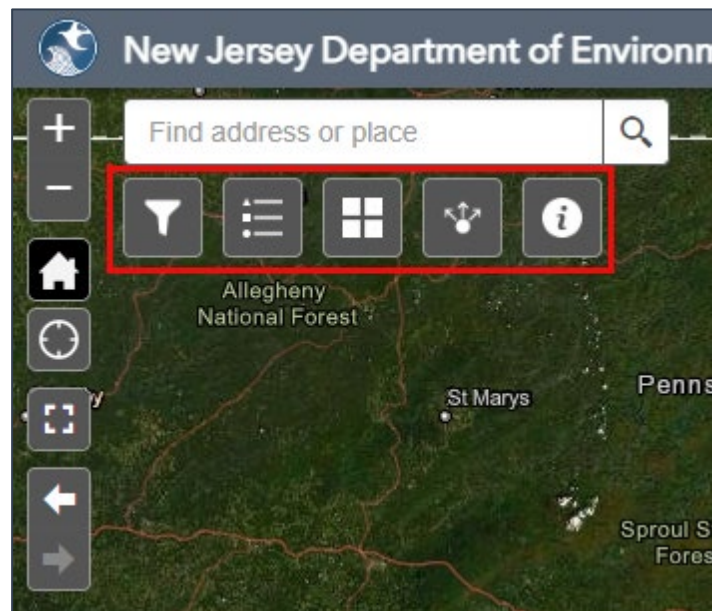 New Jersey Department of Environm
Find address or place
Allegheny
National Forest
St Marys
Penns
Sproul S
Fores